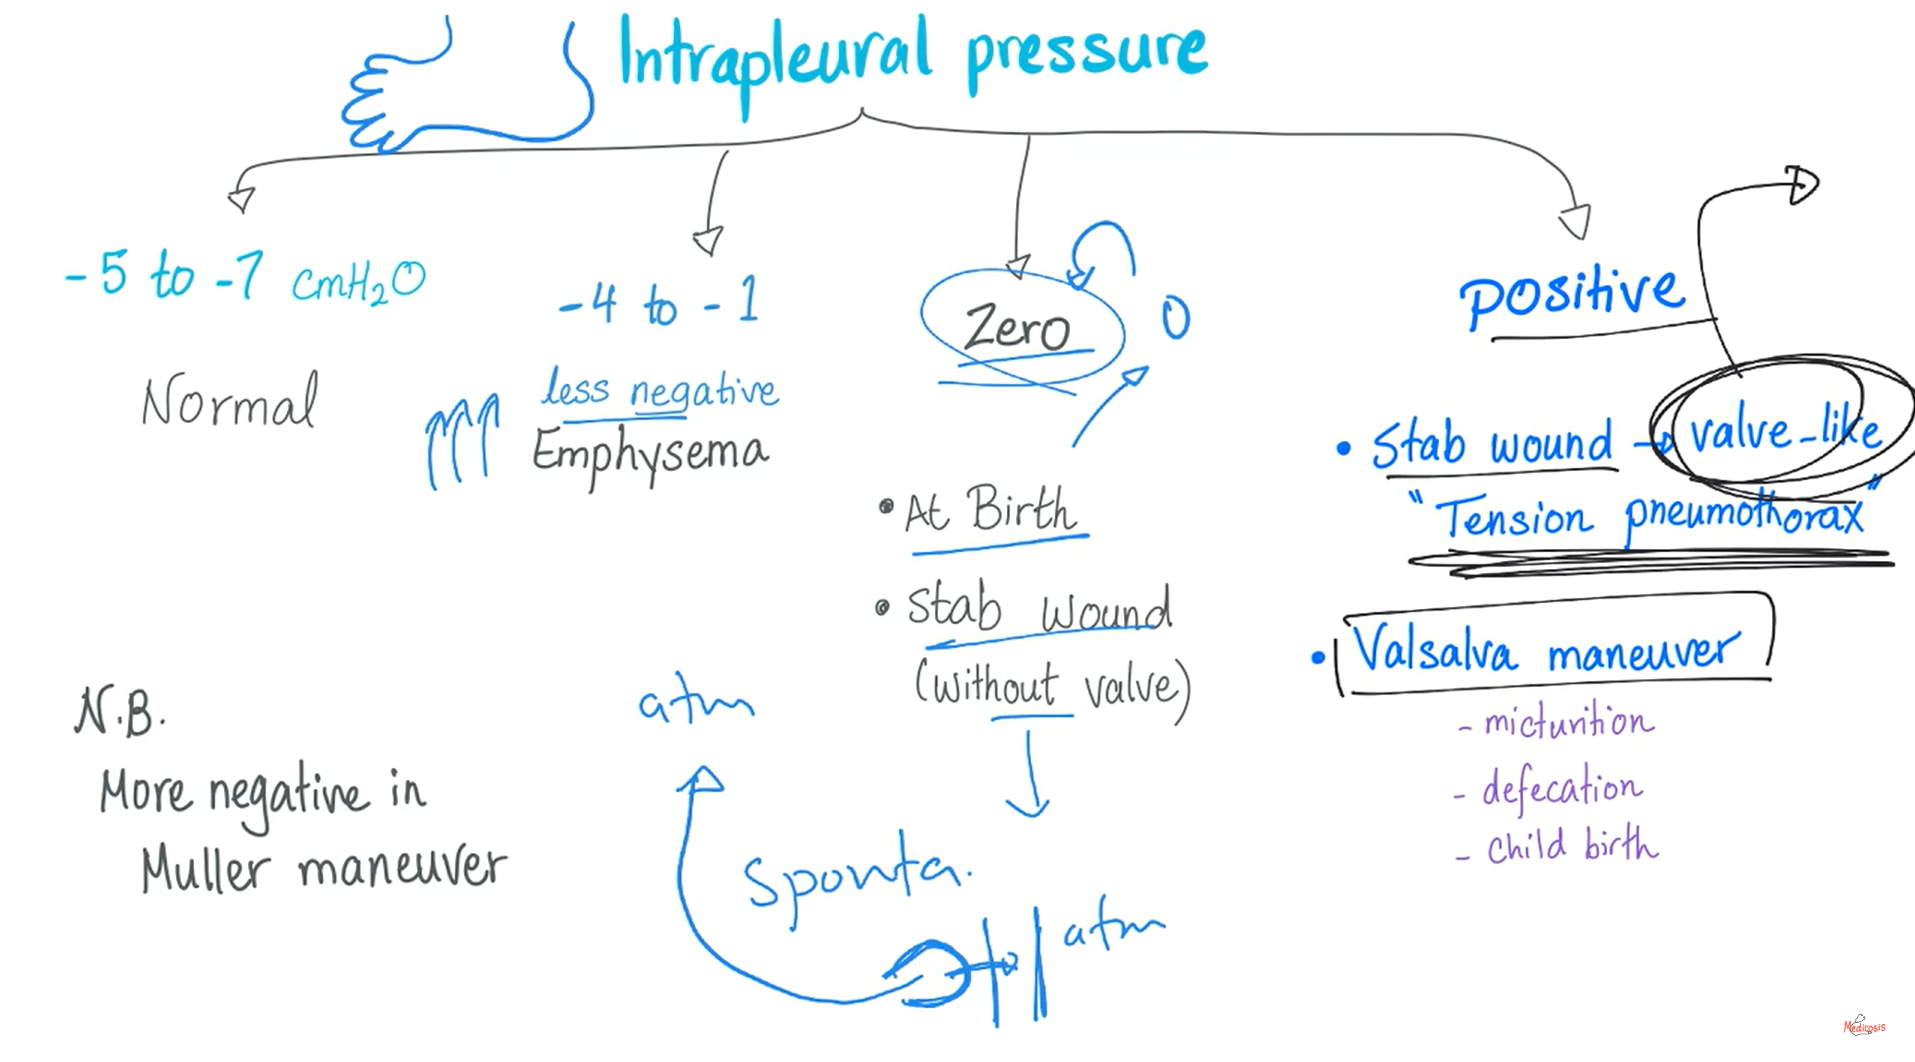 Intrapleural pressure
-5 to -7 cmH₂O
Normal
-4 to -1
less negative
Emphysema
Zero
0
• At Birth
• Stab Wound
(without valve)
positive
• Stab wound → valve-like
"Tension pneumothorax"
• Valsalva maneuver
- micturition
- defecation
- child birth
N.B.
More negative in
Muller maneuver
atm
Sponta.
atm
Medicosis